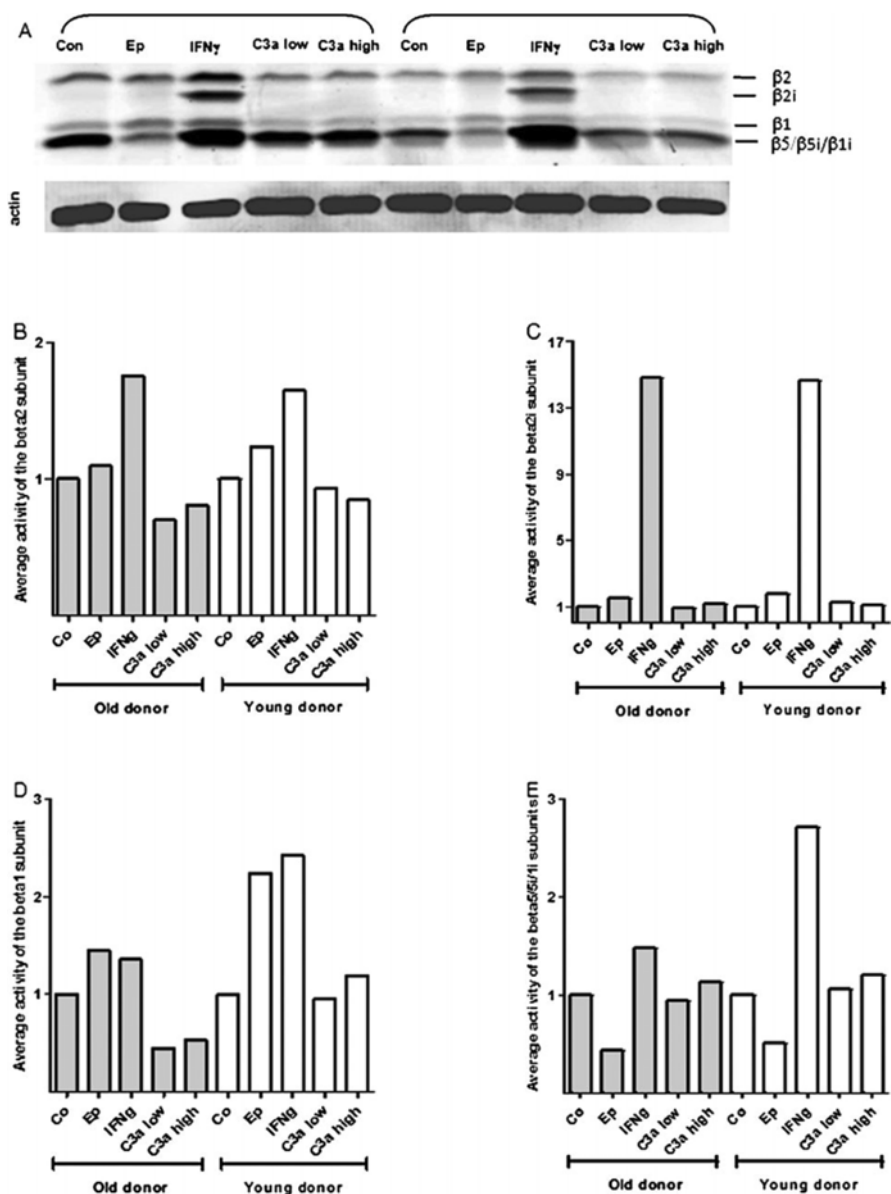 A
Con Ep IFNγ C3a low C3a high Con Ep IFNγ C3a low C3a high
β2
β2i
β1
β5/β5i/β1i
actin
B
Average activity of the beta2 subunit
2
1
Co Ep IFNg C3a low C3a high Co Ep IFNg C3a low C3a high
Old donor Young donor
C
Average activity of the beta2i subunit
17
13
9
5
1
Co Ep IFNg C3a low C3a high Co Ep IFNg C3a low C3a high
Old donor Young donor
D
Average activity of the beta1 subunit
3
2
1
Co Ep IFNg C3a low C3a high Co Ep IFNg C3a low C3a high
Old donor Young donor
E
Average activity of the beta5/5i/1i subunits
3
2
1
0
Co Ep IFNg C3a low C3a high Co Ep IFNg C3a low C3a high
Old donor Young donor